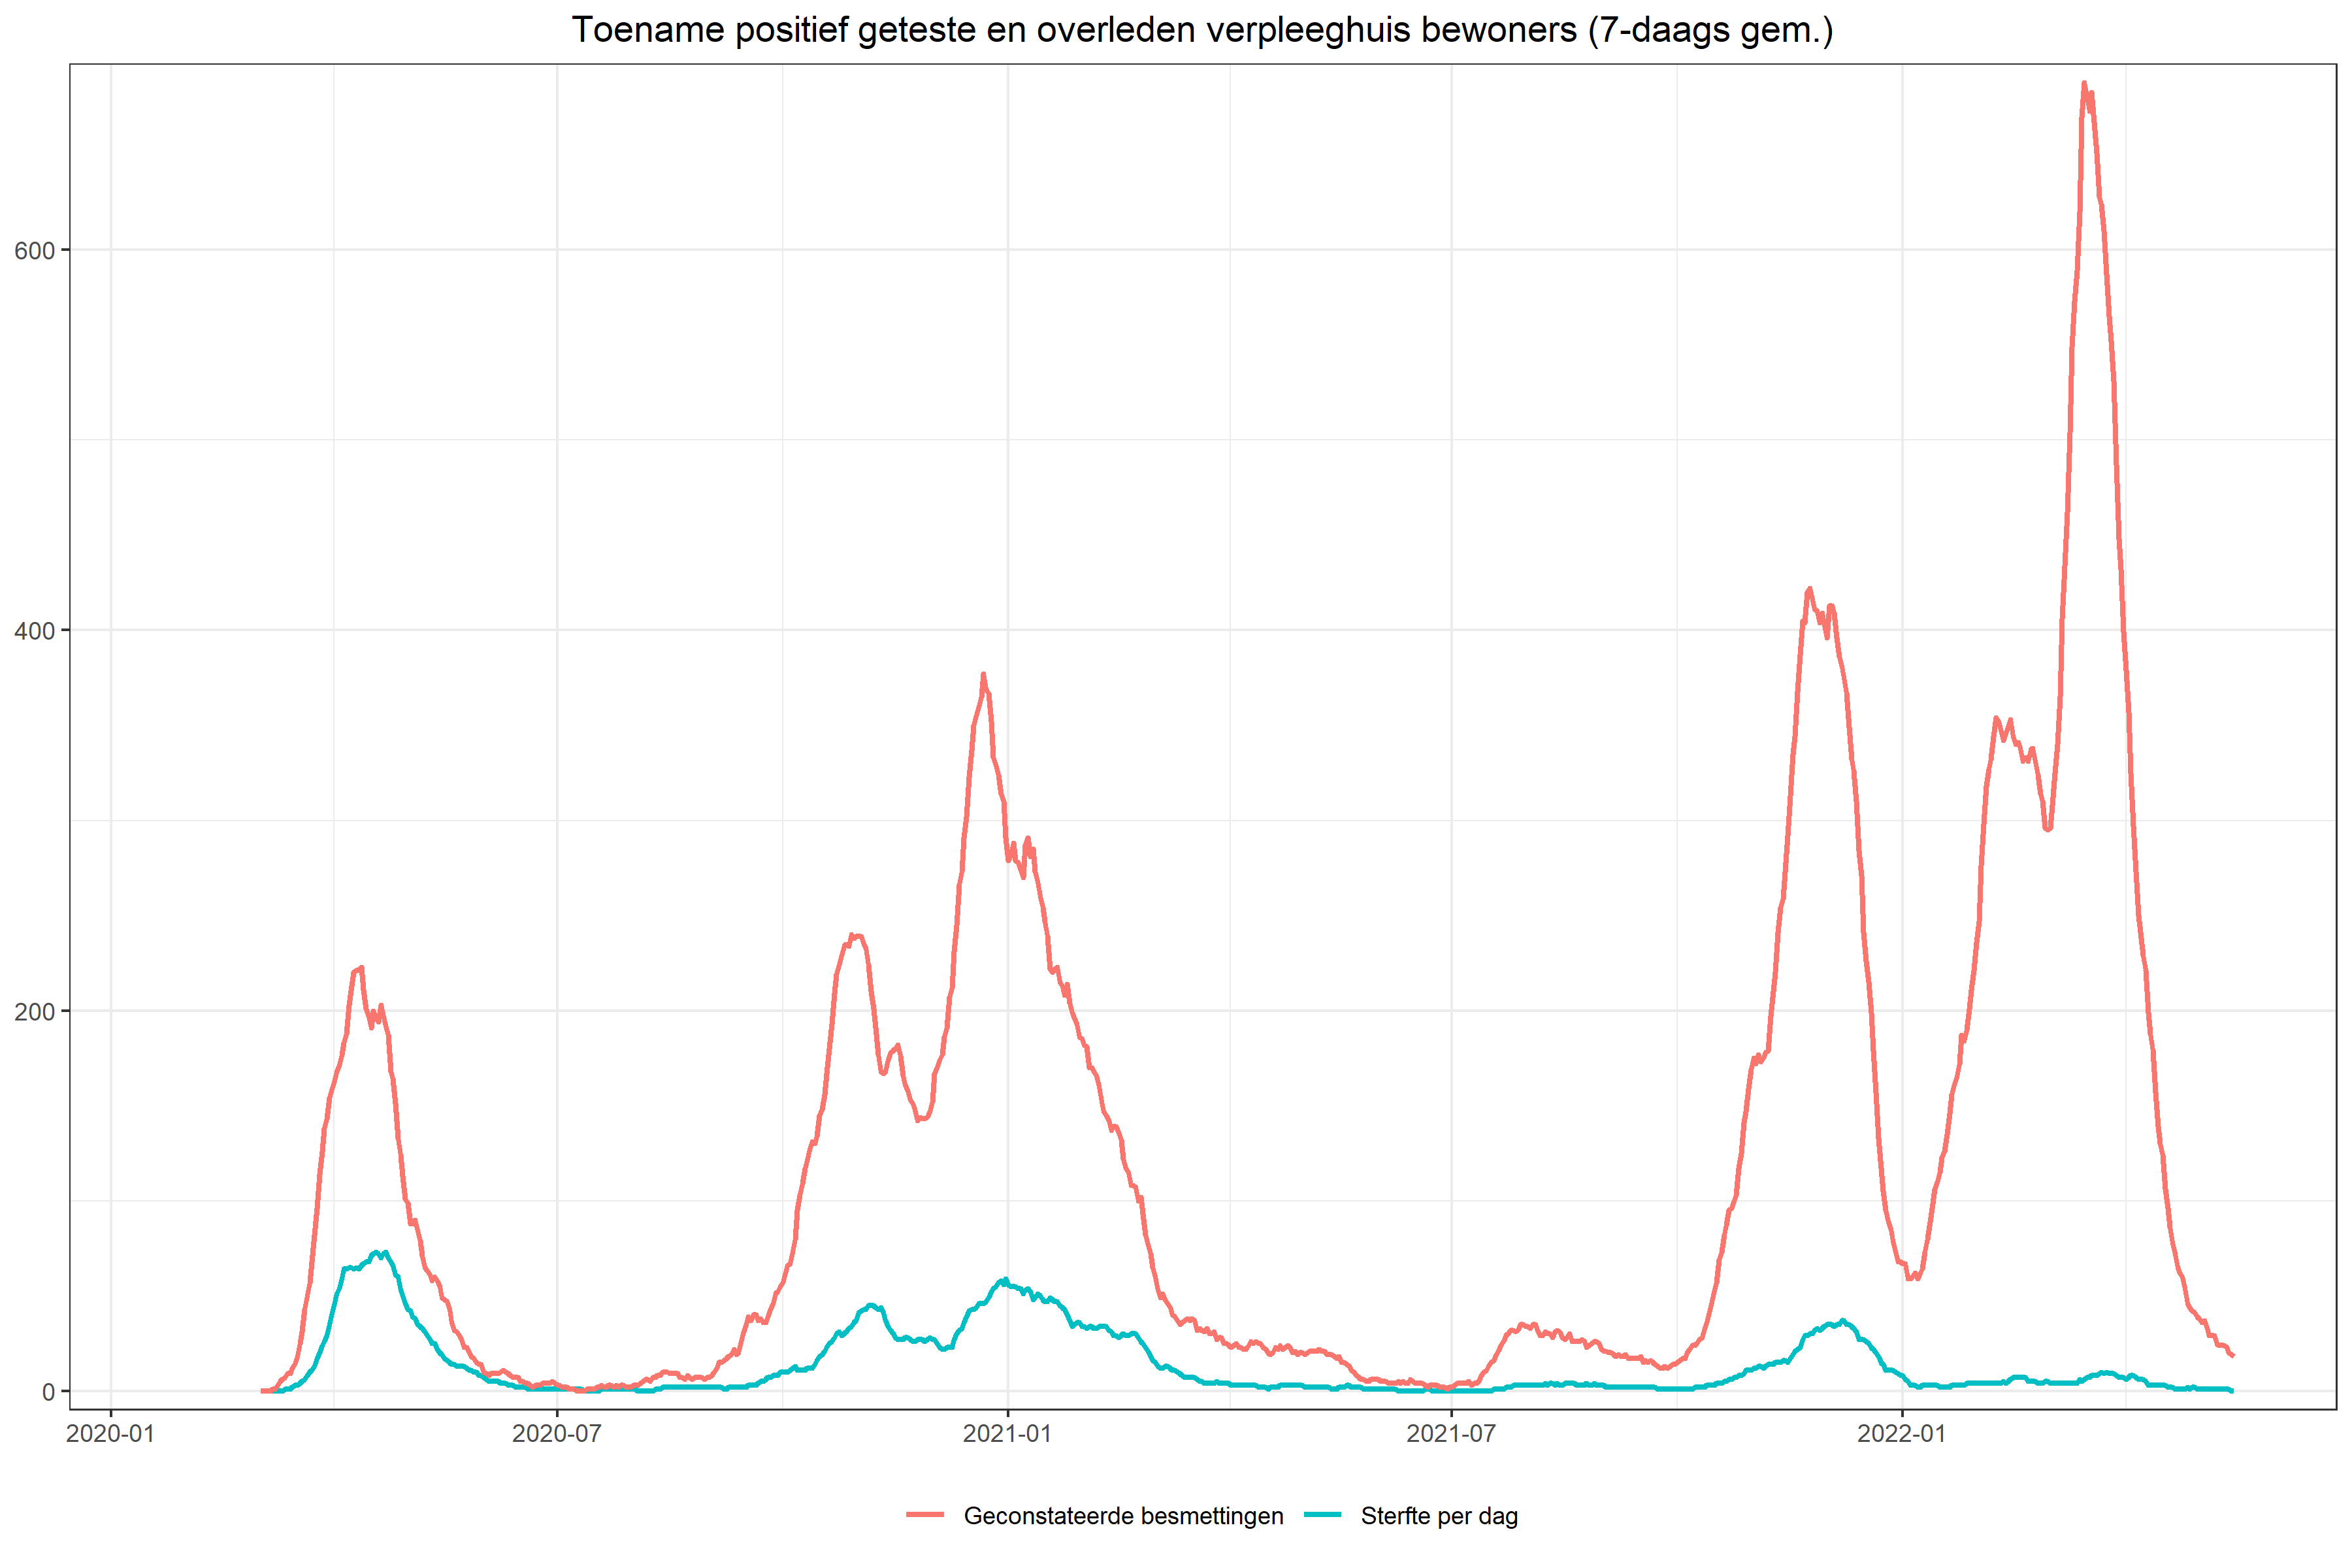 Toename positief geteste en overleden verpleeghuis bewoners (7-daags gem.)
600
400
200
0
2020-01 2020-07 2021-01 2021-07 2022-01
Geconstateerde besmettingen Sterfte per dag